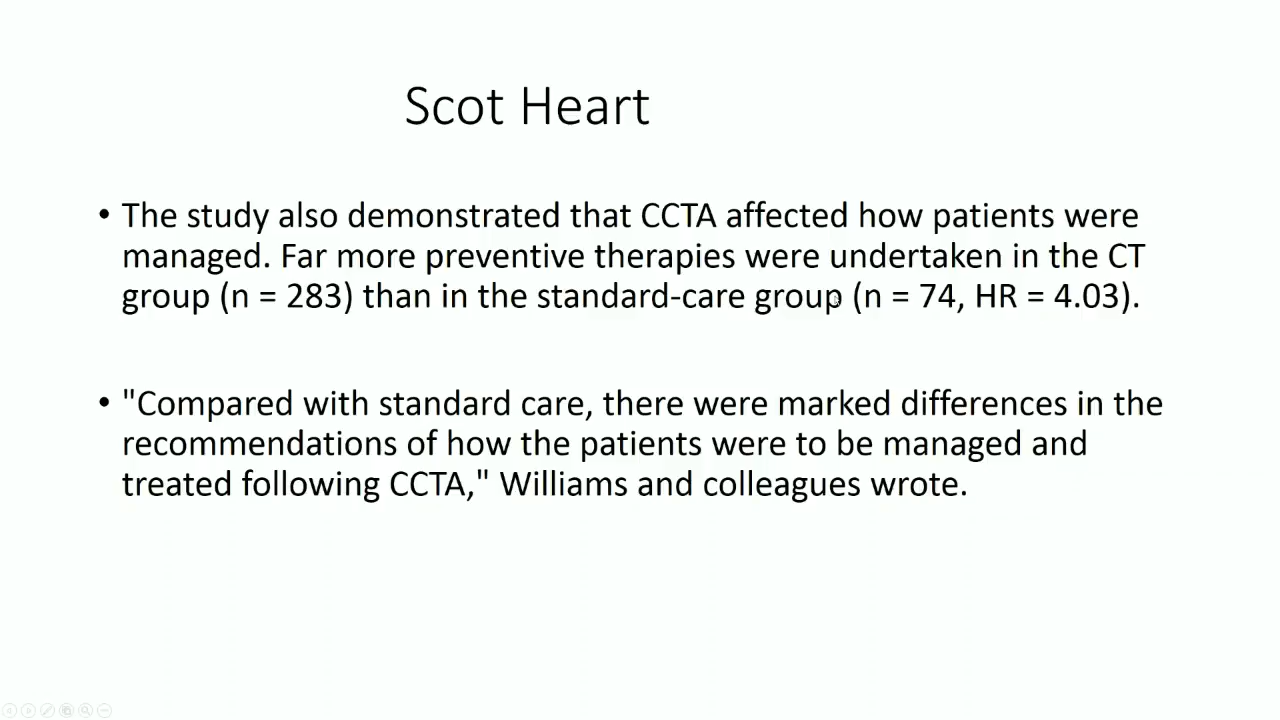 Scot Heart
• The study also demonstrated that CCTA affected how patients were
managed. Far more preventive therapies were undertaken in the CT
group (n = 283) than in the standard-care group (n = 74, HR = 4.03).
• "Compared with standard care, there were marked differences in the
recommendations of how the patients were to be managed and
treated following CCTA," Williams and colleagues wrote.